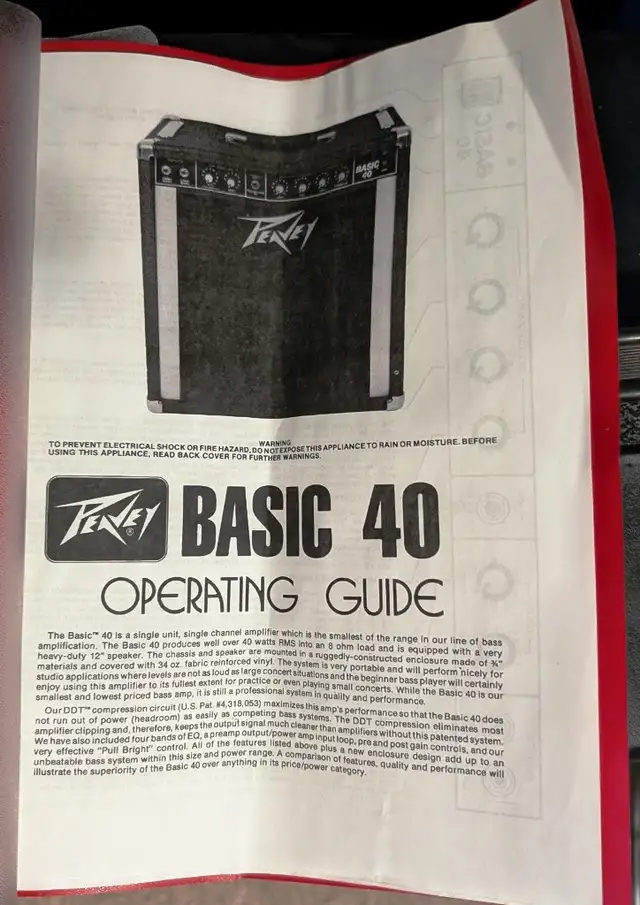 BASIC
40
PEAVEY
WARNING
TO PREVENT ELECTRICAL SHOCK OR FIRE HAZARD, DO NOT EXPOSE THIS APPLIANCE TO RAIN OR MOISTURE. BEFORE
USING THIS APPLIANCE, READ BACK COVER FOR FURTHER WARNINGS.
PEAVEY ®
BASIC 40
OPERATING GUIDE
The Basic™ 40 is a single unit, single channel amplifier which is the smallest of the range in our line of bass
amplification. The Basic 40 produces well over 40 watts RMS into an 8 ohm load and is equipped with a very
heavy-duty 12" speaker. The chassis and speaker are mounted in a ruggedly-constructed enclosure made of ¾"
materials and covered with 34 oz. fabric reinforced vinyl. The system is very portable and will perform nicely for
studio applications where levels are not as loud as large concert situations and the beginner bass player will certainly
enjoy using this amplifier to its fullest extent for practice or even playing small concerts. While the Basic 40 is our
smallest and lowest priced bass amp, it is still a professional system in quality and performance.
Our DDT™ compression circuit (U.S. Pat. #4,318,053) maximizes this amp's performance so that the Basic 40 does
not run out of power (headroom) as easily as competing bass systems. The DDT compression eliminates most
amplifier clipping and, therefore, keeps the output signal much cleaner than amplifiers without this patented system.
We have also included four bands of EQ, a preamp output/power amp input loop, pre and post gain controls, and our
very effective "Pull Bright" control. All of the features listed above plus a new enclosure design add up to an
unbeatable bass system within this size and power range. A comparison of features, quality and performance will
illustrate the superiority of the Basic 40 over anything in its price/power category.